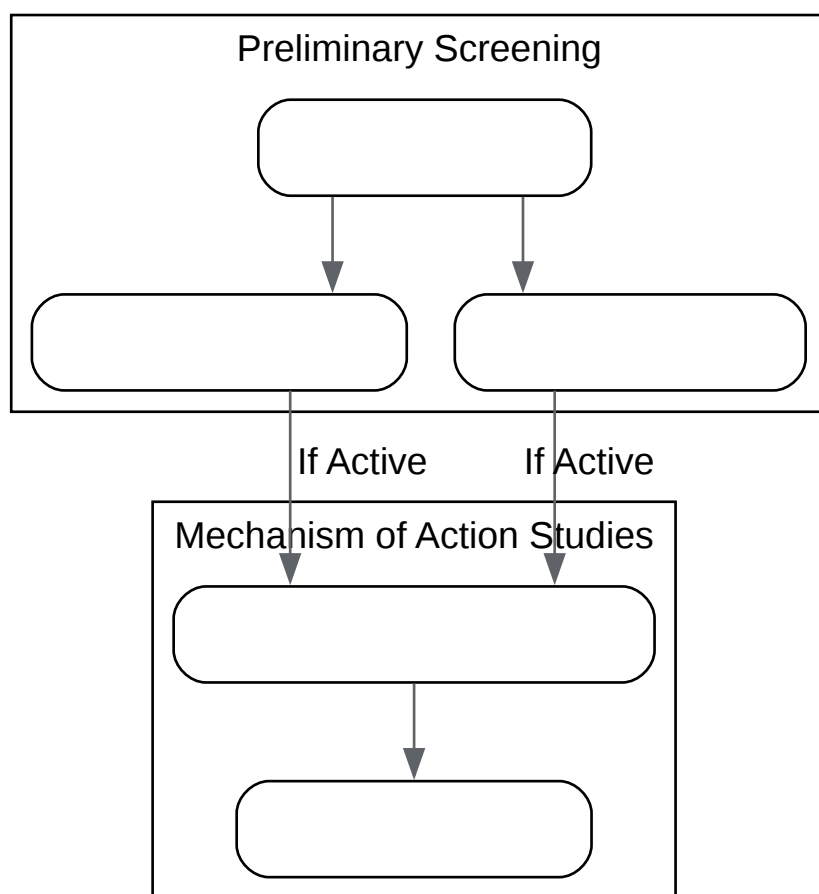 Preliminary Screening
If Active
If Active
Mechanism of Action Studies